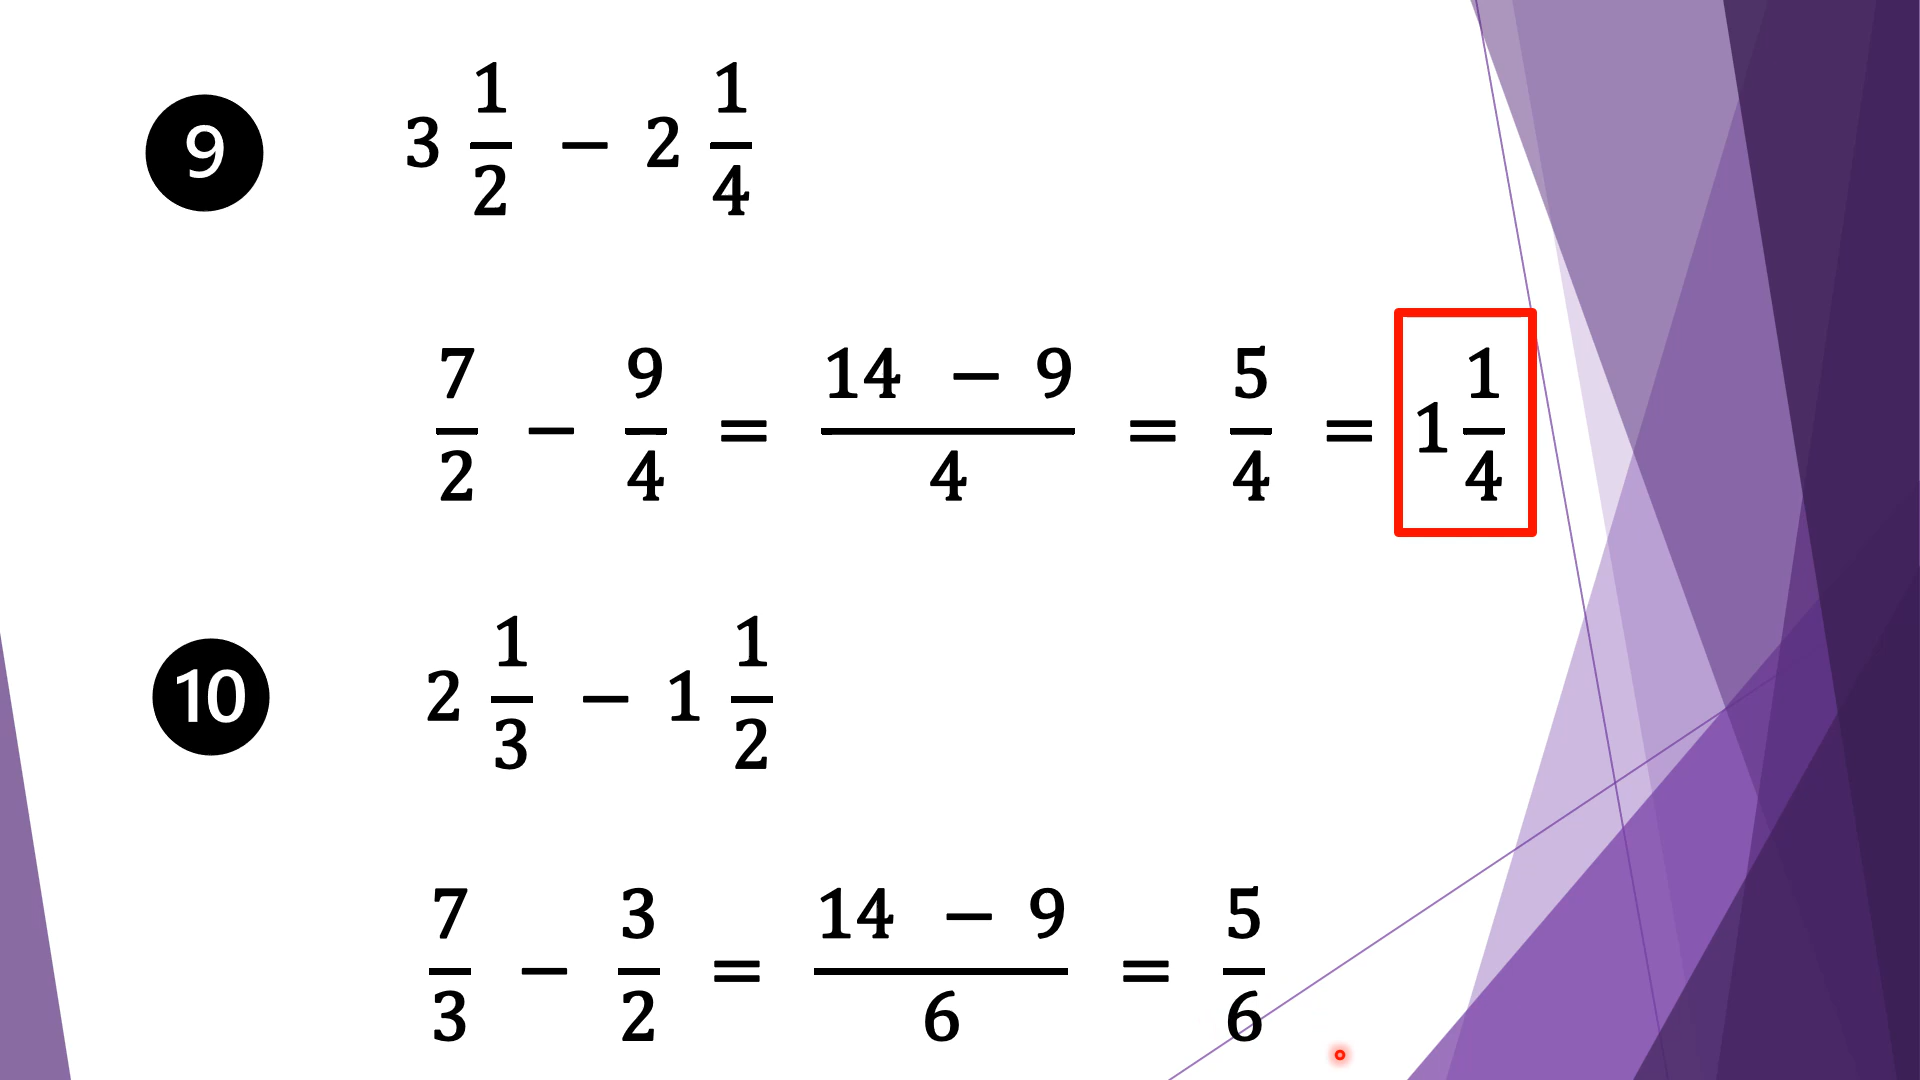 9 3 1/2 − 2 1/4
7/2 − 9/4 = (14 − 9)/4 = 5/4 = 1 1/4
10 2 1/3 − 1 1/2
7/3 − 3/2 = (14 − 9)/6 = 5/6